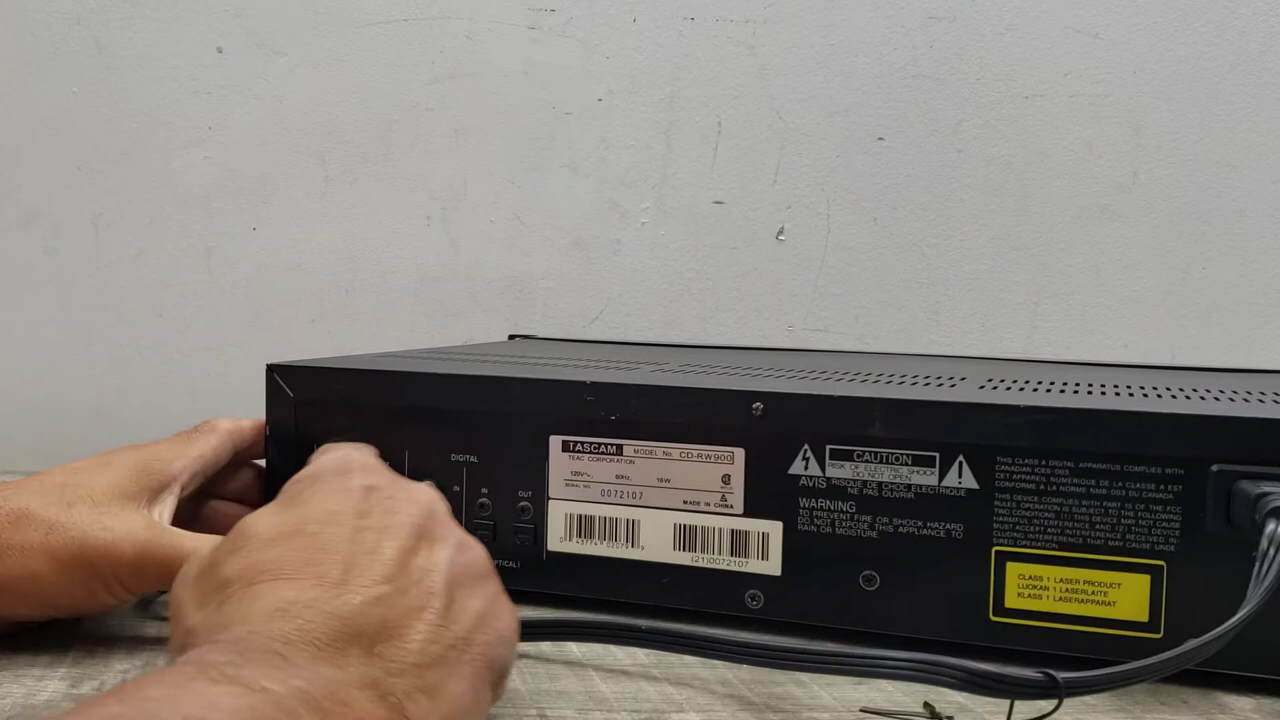 DIGITAL
IN
IN
OUT
TASCAM MODEL No. CD-RW900
TEAC CORPORATION
120V~, 60Hz, 16W
SERIAL NO. 0072107
MADE IN CHINA
0 43774 02079 9
(21)0072107
CAUTION
RISK OF ELECTRIC SHOCK
DO NOT OPEN
AVIS RISQUE DE CHOC ELECTRIQUE
NE PAS OUVRIR
WARNING
TO PREVENT FIRE OR SHOCK HAZARD
DO NOT EXPOSE THIS APPLIANCE TO
RAIN OR MOISTURE.
THIS CLASS A DIGITAL APPARATUS COMPLIES WITH
CANADIAN ICES-003.
CET APPAREIL NUMERIQUE DE LA CLASSE A EST
CONFORME A LA NORME NMB-003 DU CANADA.
THIS DEVICE COMPLIES WITH PART 15 OF THE FCC
RULES OPERATION IS SUBJECT TO THE FOLLOWING
TWO CONDITIONS (1) THIS DEVICE MAY NOT CAUSE
HARMFUL INTERFERENCE, AND (2) THIS DEVICE
MUST ACCEPT ANY INTERFERENCE RECEIVED IN-
CLUDING INTERFERENCE THAT MAY CAUSE UNDE
SIRED OPERATION.
CLASS 1 LASER PRODUCT
LUOKAN 1 LASERLAITE
KLASS 1 LASERAPPARAT